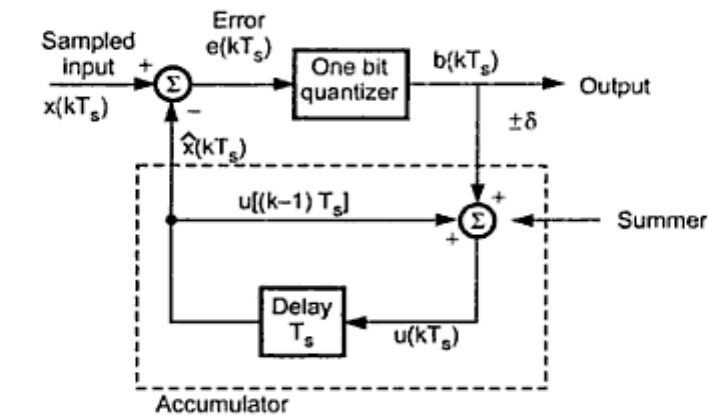 Sampled
input
x(kTₛ)
+
Σ
−
Error
e(kTₛ)
One bit
quantizer
b(kTₛ)
Output
±δ
x̂(kTₛ)
u[(k−1) Tₛ]
+
+
Σ
Summer
Delay
Tₛ
u(kTₛ)
Accumulator